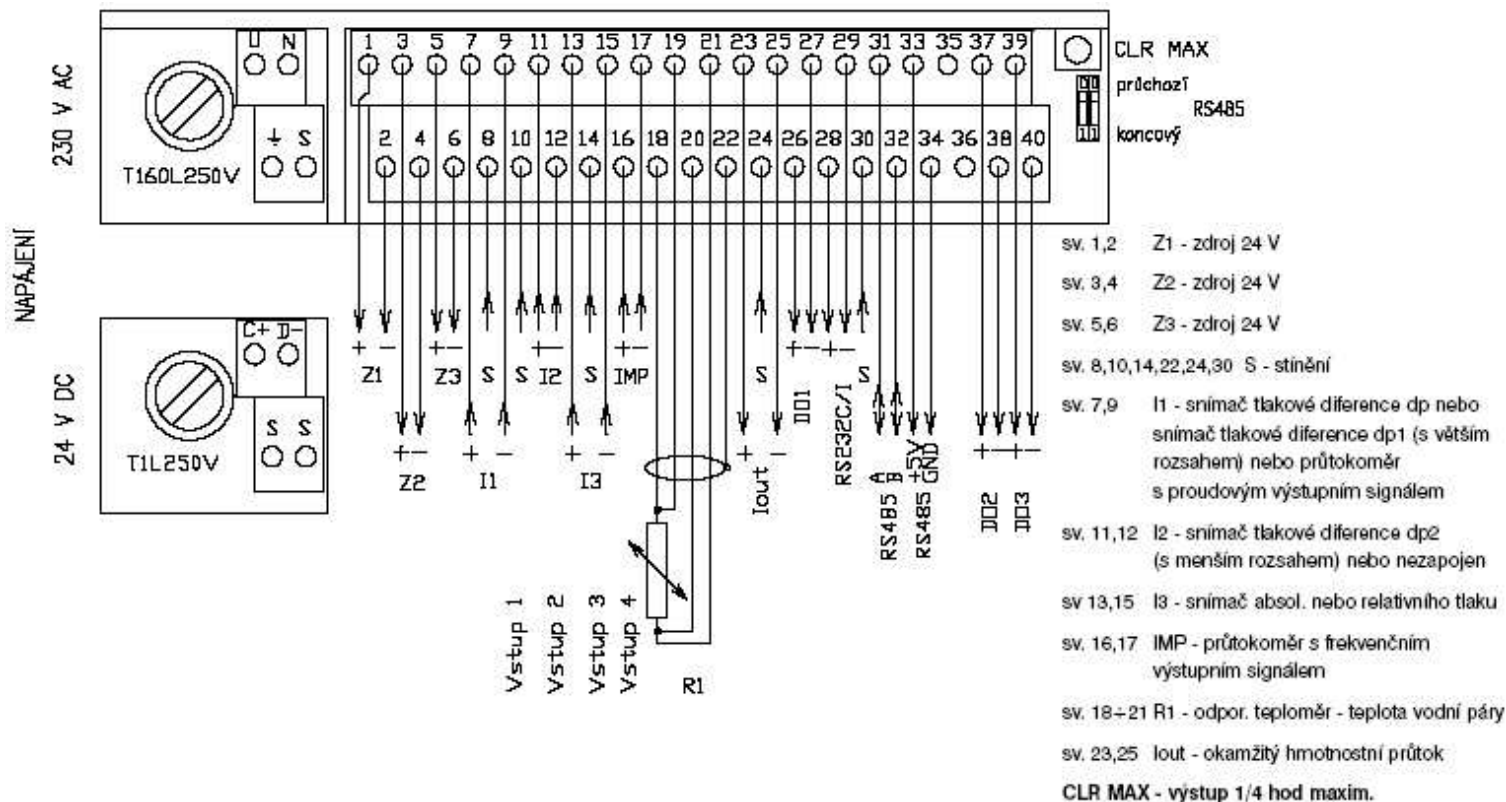 NAPÁJENÍ
230 V AC
U N
⏚ S
T160L250V
24 V DC
C+ D-
S S
T1L250V
1 3 5 7 9 11 13 15 17 19 21 23 25 27 29 31 33 35 37 39
2 4 6 8 10 12 14 16 18 20 22 24 26 28 30 32 34 36 38 40
CLR MAX
00
průchozí
RS485
11
koncový
+ - + - + - + - + - + -
Z1 Z3 S S I2 S IMP S DO1 RS232C/I S
+ - + - + - + - + - + -
Z2 I1 I3 Iout
RS485 A B
RS485 +5V GND
DO2 DO3
Vstup 1
Vstup 2
Vstup 3
Vstup 4
R1
sv. 1,2 Z1 - zdroj 24 V
sv. 3,4 Z2 - zdroj 24 V
sv. 5,6 Z3 - zdroj 24 V
sv. 8,10,14,22,24,30 S - stínění
sv. 7,9 I1 - snímač tlakové diference dp nebo
snímač tlakové diference dp1 (s větším
rozsahem) nebo průtokoměr
s proudovým výstupním signálem
sv. 11,12 I2 - snímač tlakové diference dp2
(s menším rozsahem) nebo nezapojen
sv 13,15 I3 - snímač absol. nebo relativního tlaku
sv. 16,17 IMP - průtokoměr s frekvenčním
výstupním signálem
sv. 18÷21 R1 - odpor. teploměr - teplota vodní páry
sv. 23,25 Iout - okamžitý hmotnostní průtok
CLR MAX - výstup 1/4 hod maxim.